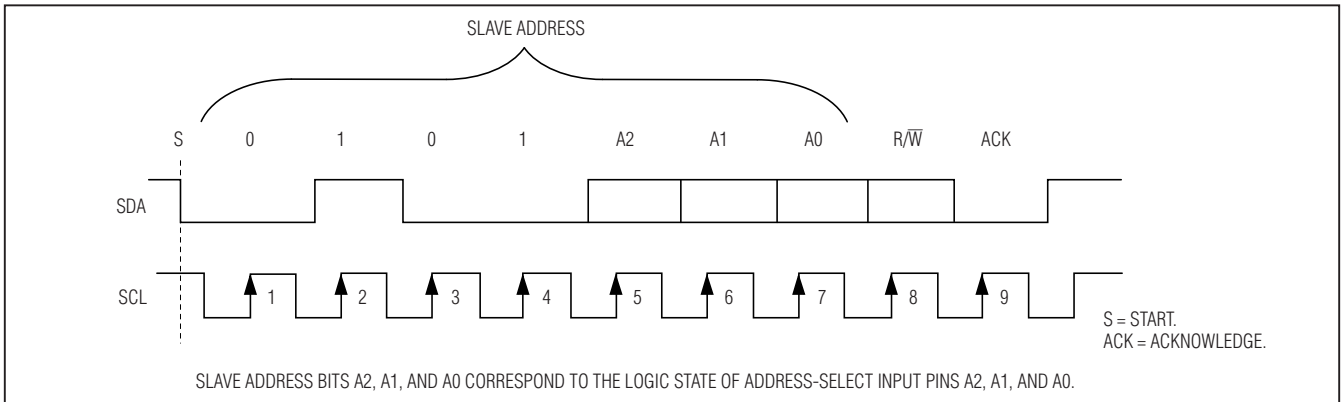 SLAVE ADDRESS
S 0 1 0 1 A2 A1 A0 R/W̅ ACK
SDA
SCL 1 2 3 4 5 6 7 8 9
S = START.
ACK = ACKNOWLEDGE.
SLAVE ADDRESS BITS A2, A1, AND A0 CORRESPOND TO THE LOGIC STATE OF ADDRESS-SELECT INPUT PINS A2, A1, AND A0.